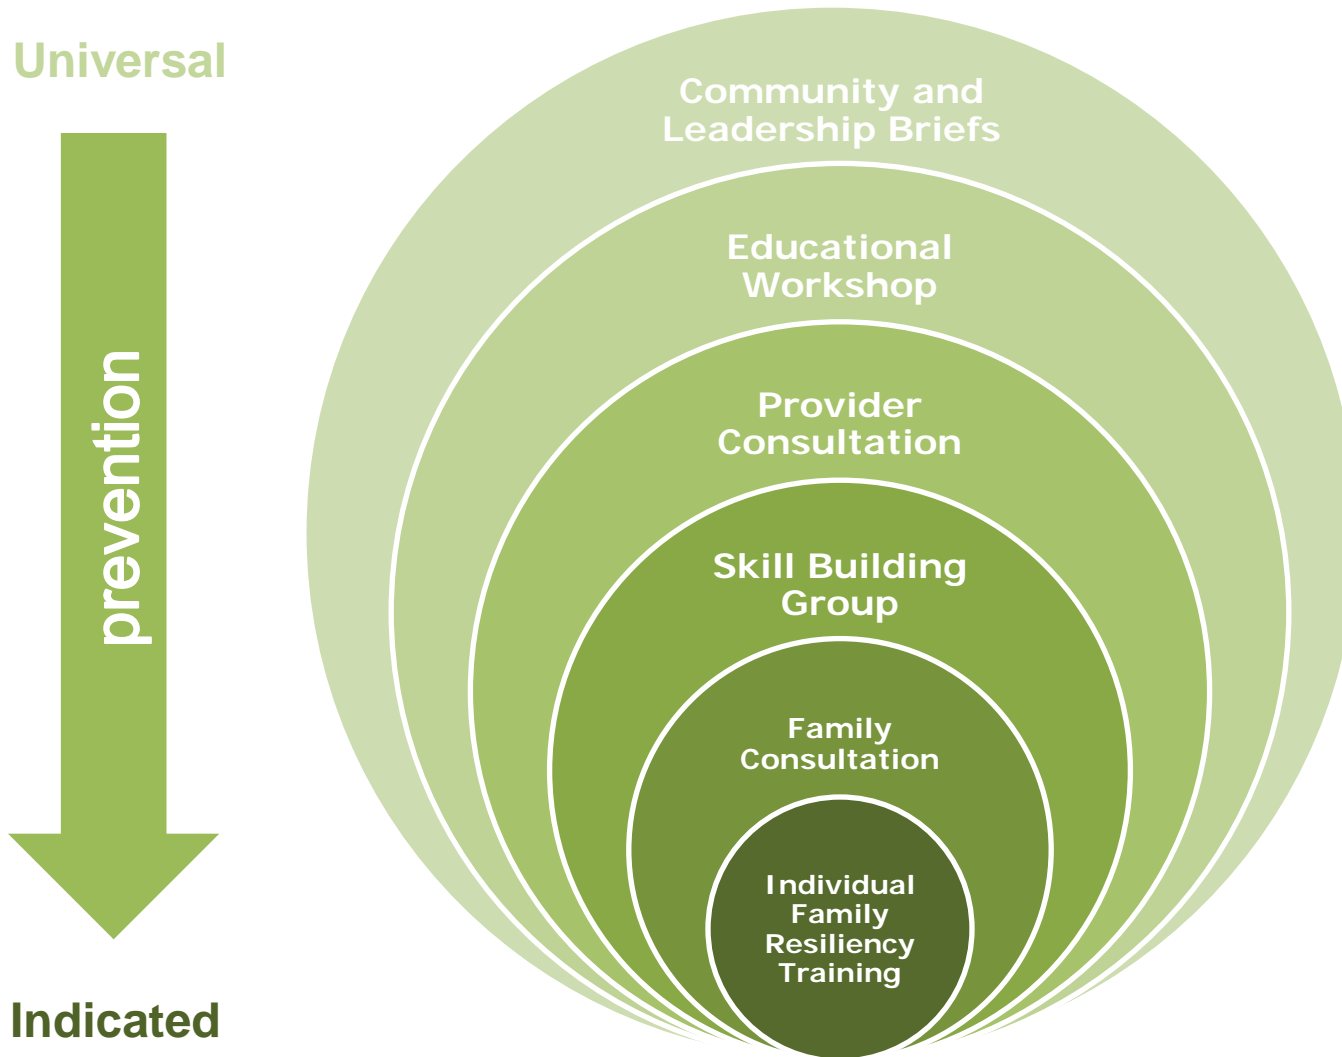 Universal
prevention
Indicated
Community and
Leadership Briefs
Educational
Workshop
Provider
Consultation
Skill Building
Group
Family
Consultation
Individual
Family
Resiliency
Training